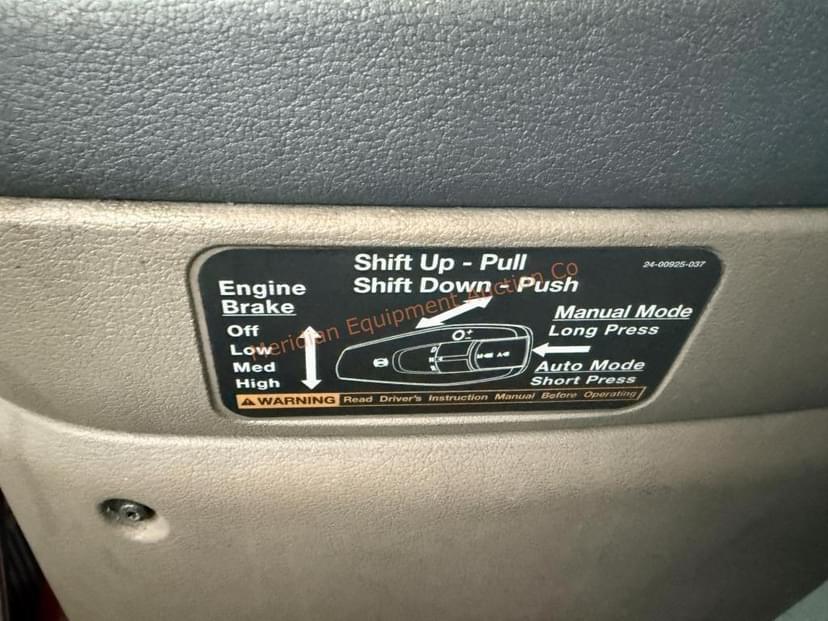 Shift Up - Pull
Shift Down - Push
24-00925-037
Engine
Brake
Off
Low
Med
High
Manual Mode
Long Press
Auto Mode
Short Press
WARNING Read Driver's Instruction Manual Before Operating
Meridian Equipment Auction Co